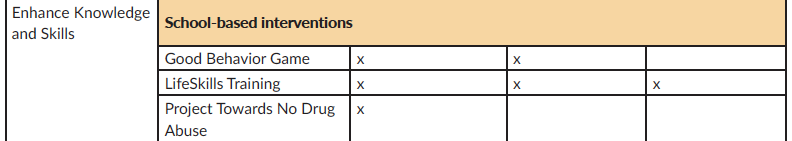 Enhance Knowledge
and Skills
School-based interventions
Good Behavior Game x x
LifeSkills Training x x x
Project Towards No Drug x
Abuse